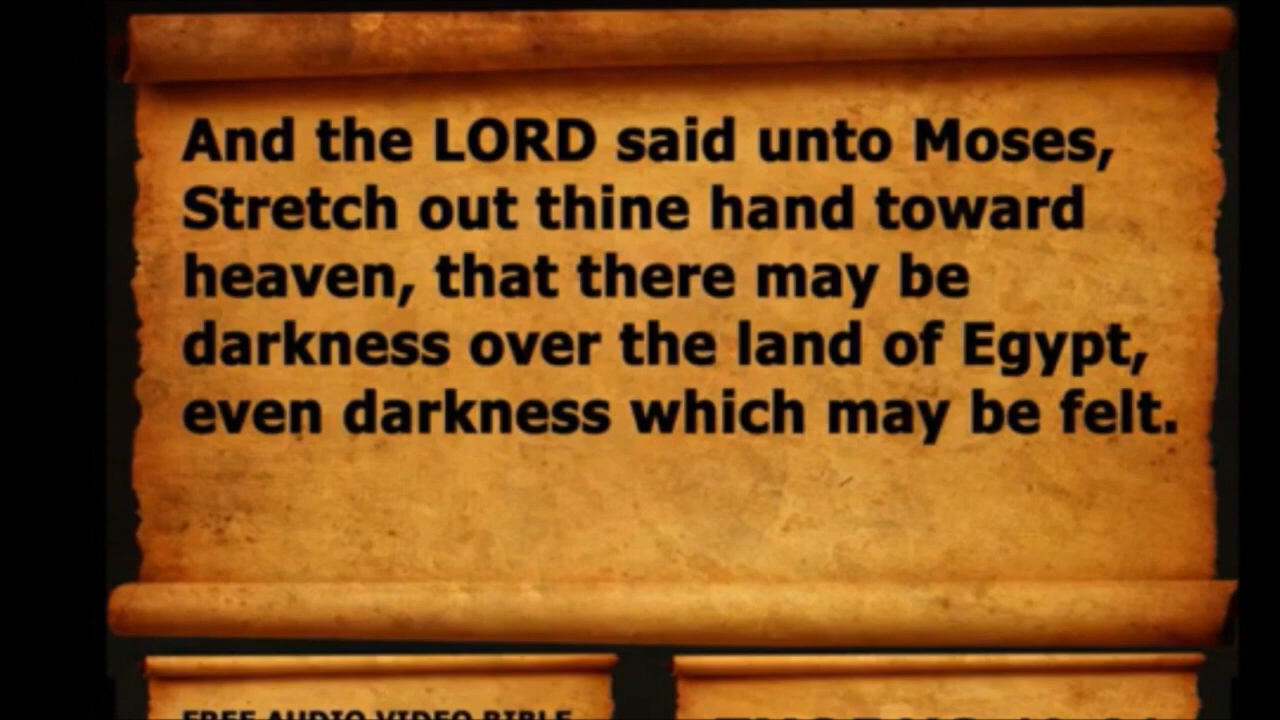 And the LORD said unto Moses,
Stretch out thine hand toward
heaven, that there may be
darkness over the land of Egypt,
even darkness which may be felt.
FREE AUDIO VIDEO BIBLE